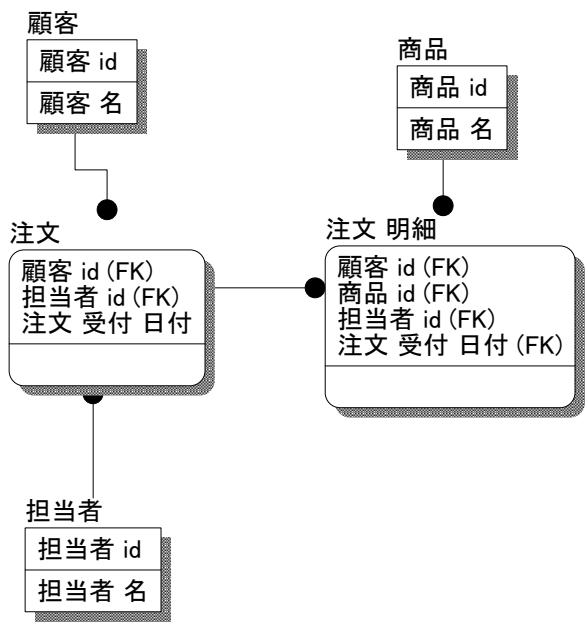 顧客
顧客 id
顧客 名
商品
商品 id
商品 名
注文
顧客 id (FK)
担当者 id (FK)
注文 受付 日付
注文 明細
顧客 id (FK)
商品 id (FK)
担当者 id (FK)
注文 受付 日付 (FK)
担当者
担当者 id
担当者 名